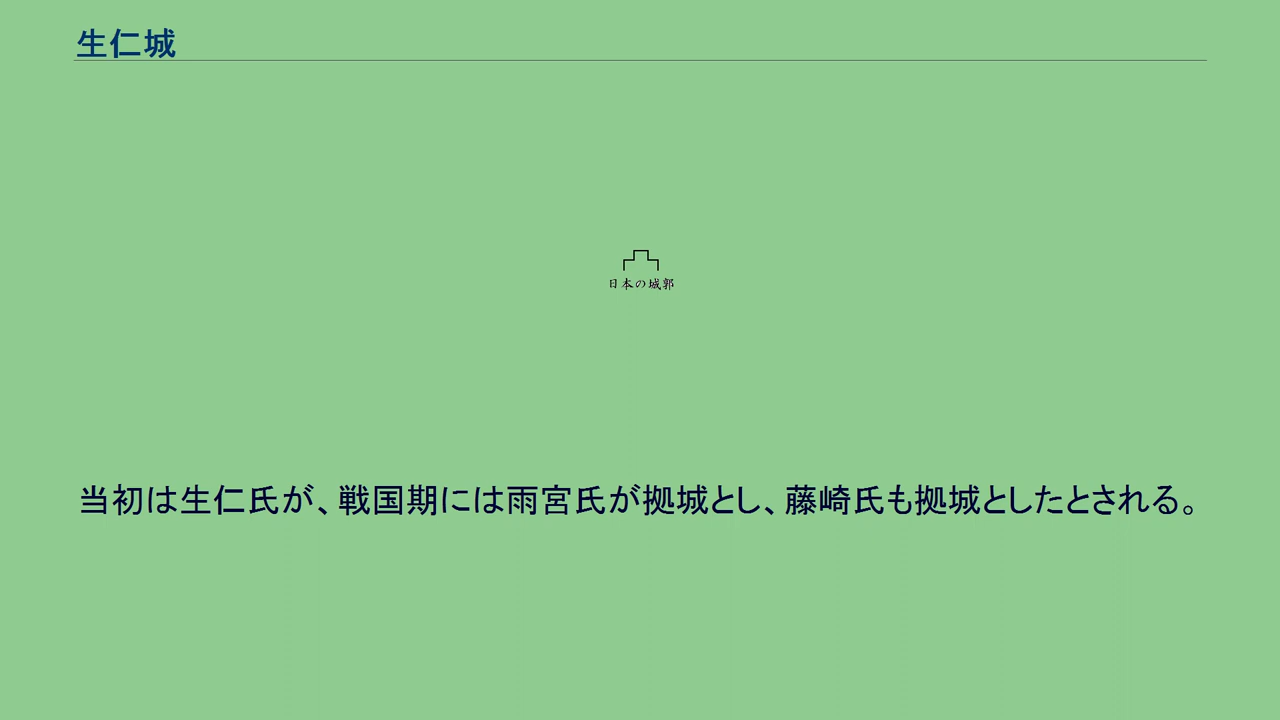 生仁城
日本の城郭
当初は生仁氏が、戦国期には雨宮氏が拠城とし、藤崎氏も拠城としたとされる。